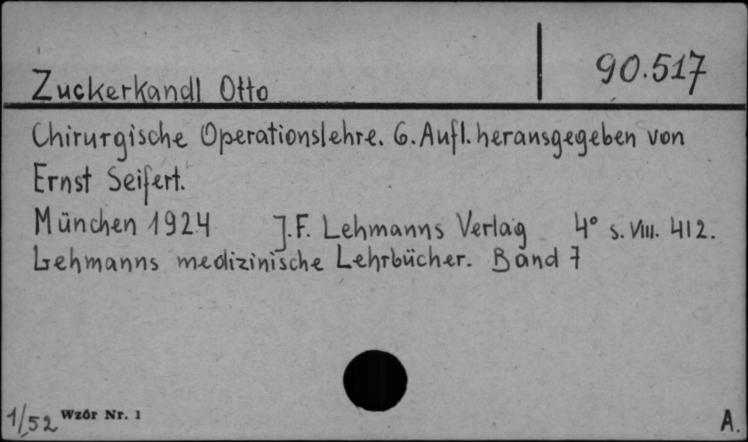 Zuckerkandl Otto
90.517
Chirurgische Operationslehre. 6. Aufl. heransgegeben von
Ernst Seifert.
München 1924 J.F. Lehmanns Verlag 4° s. VIII. 412.
Lehmanns medizinische Lehrbücher. Band 7
1/52 Wzór Nr. 1
A.